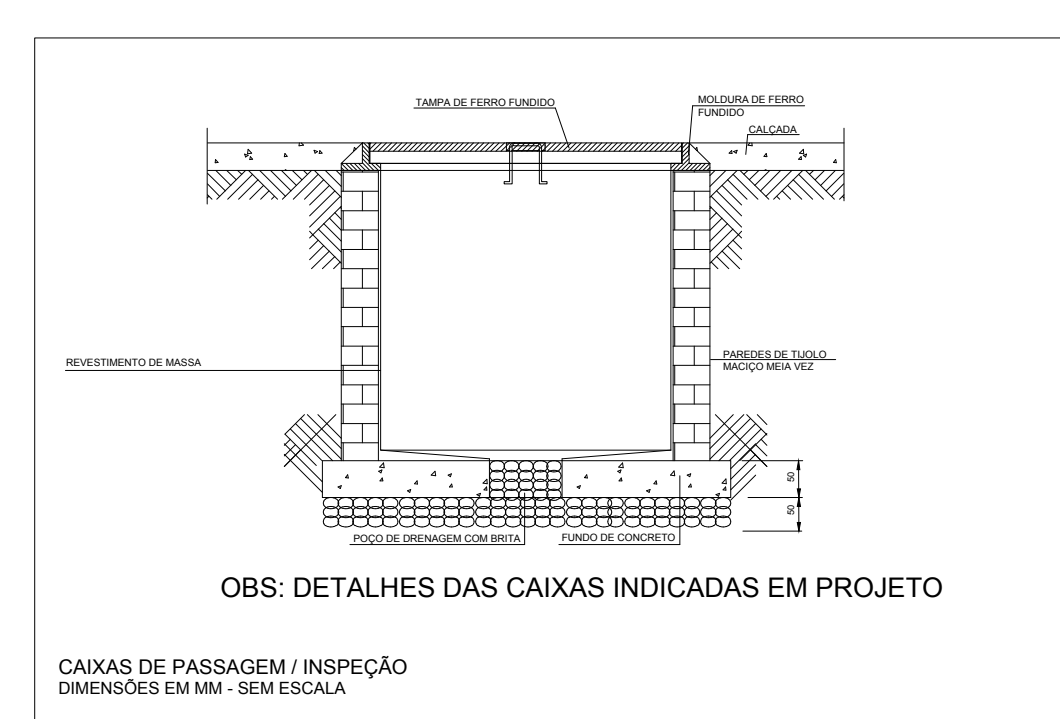 TAMPA DE FERRO FUNDIDO
MOLDURA DE FERRO
FUNDIDO
CALÇADA
REVESTIMENTO DE MASSA
PAREDES DE TIJOLO
MACIÇO MEIA VEZ
50
50
POÇO DE DRENAGEM COM BRITA
FUNDO DE CONCRETO
OBS: DETALHES DAS CAIXAS INDICADAS EM PROJETO
CAIXAS DE PASSAGEM / INSPEÇÃO
DIMENSÕES EM MM - SEM ESCALA